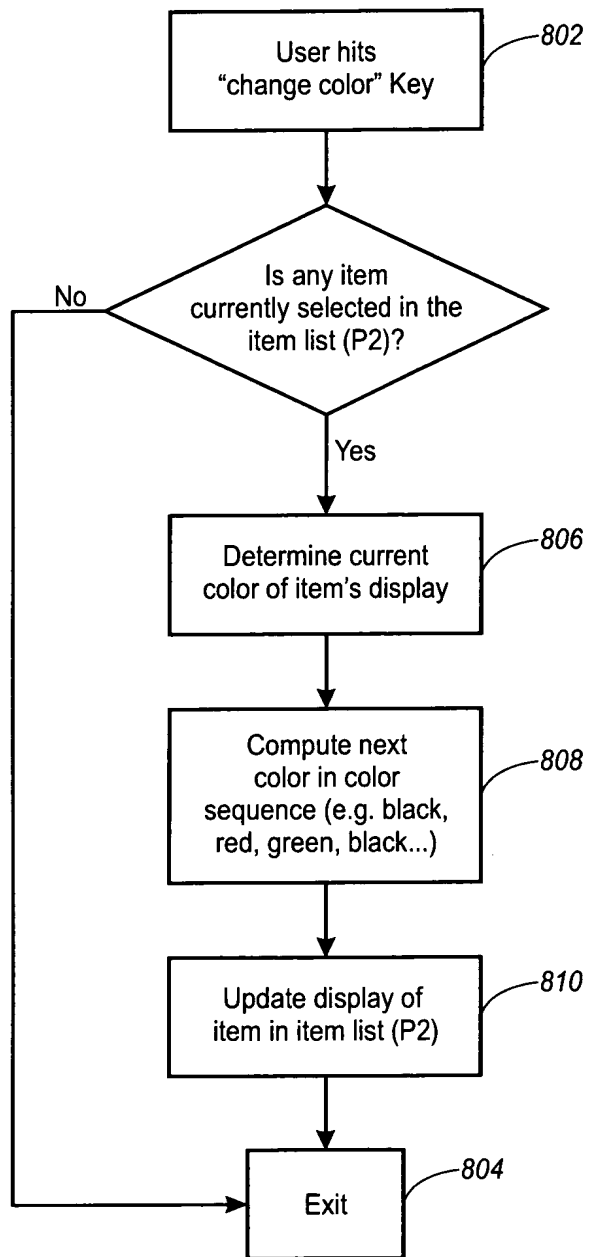 User hits
“change color” Key
802
Is any item
currently selected in the
item list (P2)?
No
Yes
Determine current
color of item's display
806
Compute next
color in color
sequence (e.g. black,
red, green, black...)
808
Update display of
item in item list (P2)
810
Exit
804